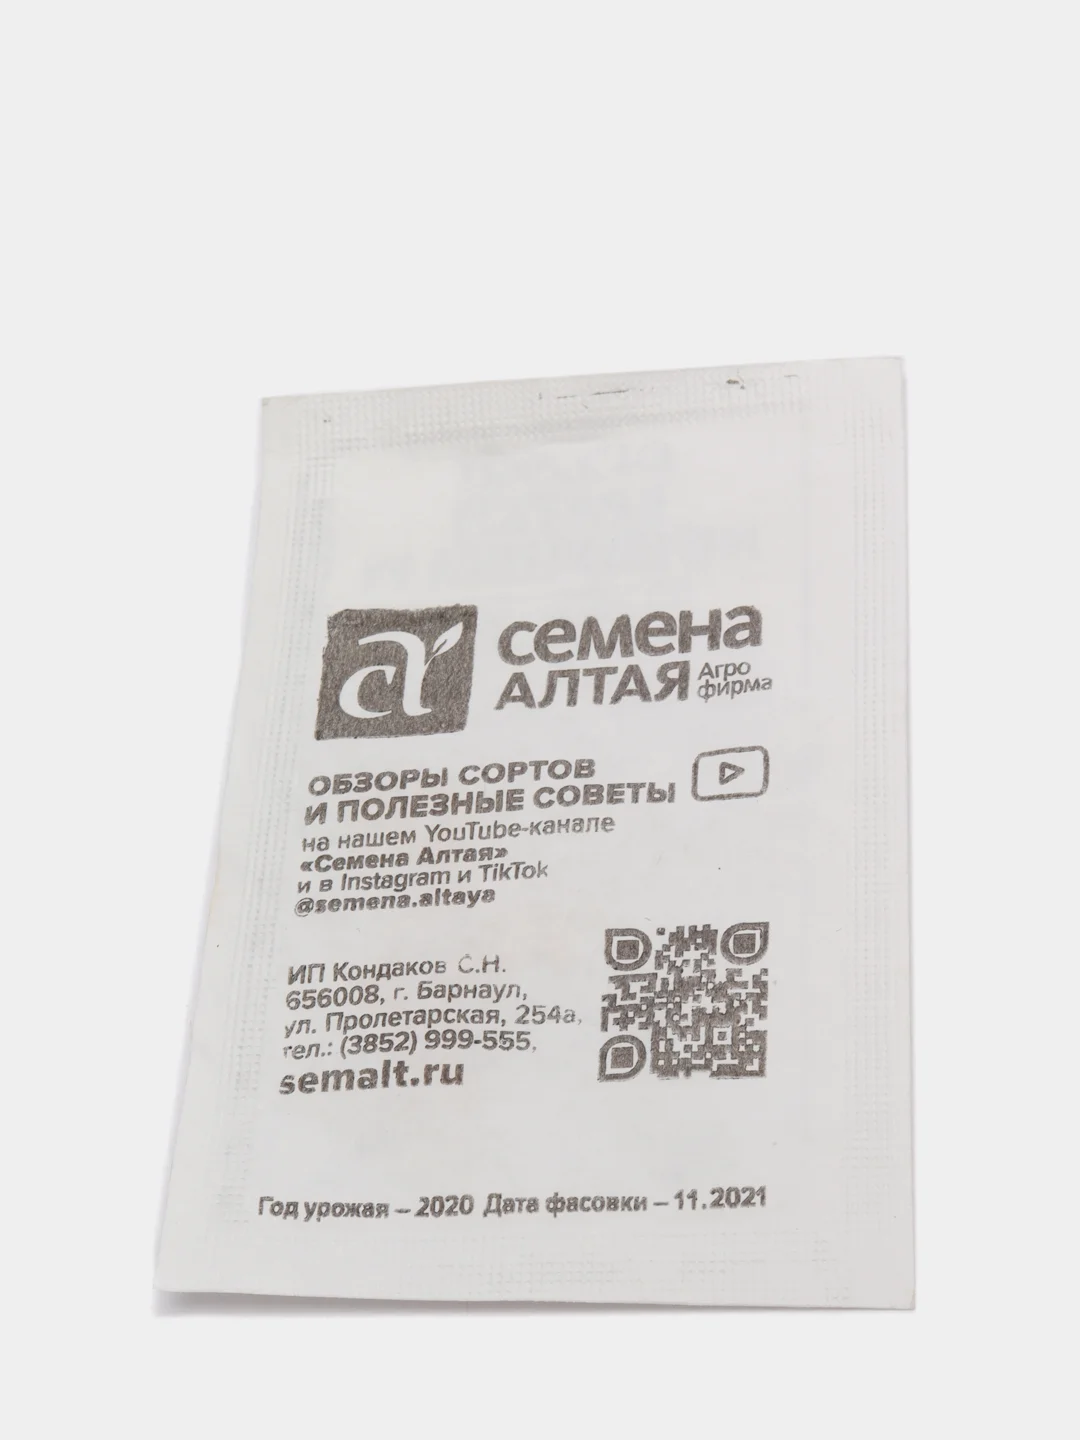 семена
АЛТАЯ Агро
фирма
ОБЗОРЫ СОРТОВ
И ПОЛЕЗНЫЕ СОВЕТЫ
на нашем YouTube-канале
«Семена Алтая»
и в Instagram и TikTok
@semena.altaya
ИП Кондаков С.Н.
656008, г. Барнаул,
ул. Пролетарская, 254а,
тел.: (3852) 999-555,
semalt.ru
Год урожая – 2020 Дата фасовки – 11.2021